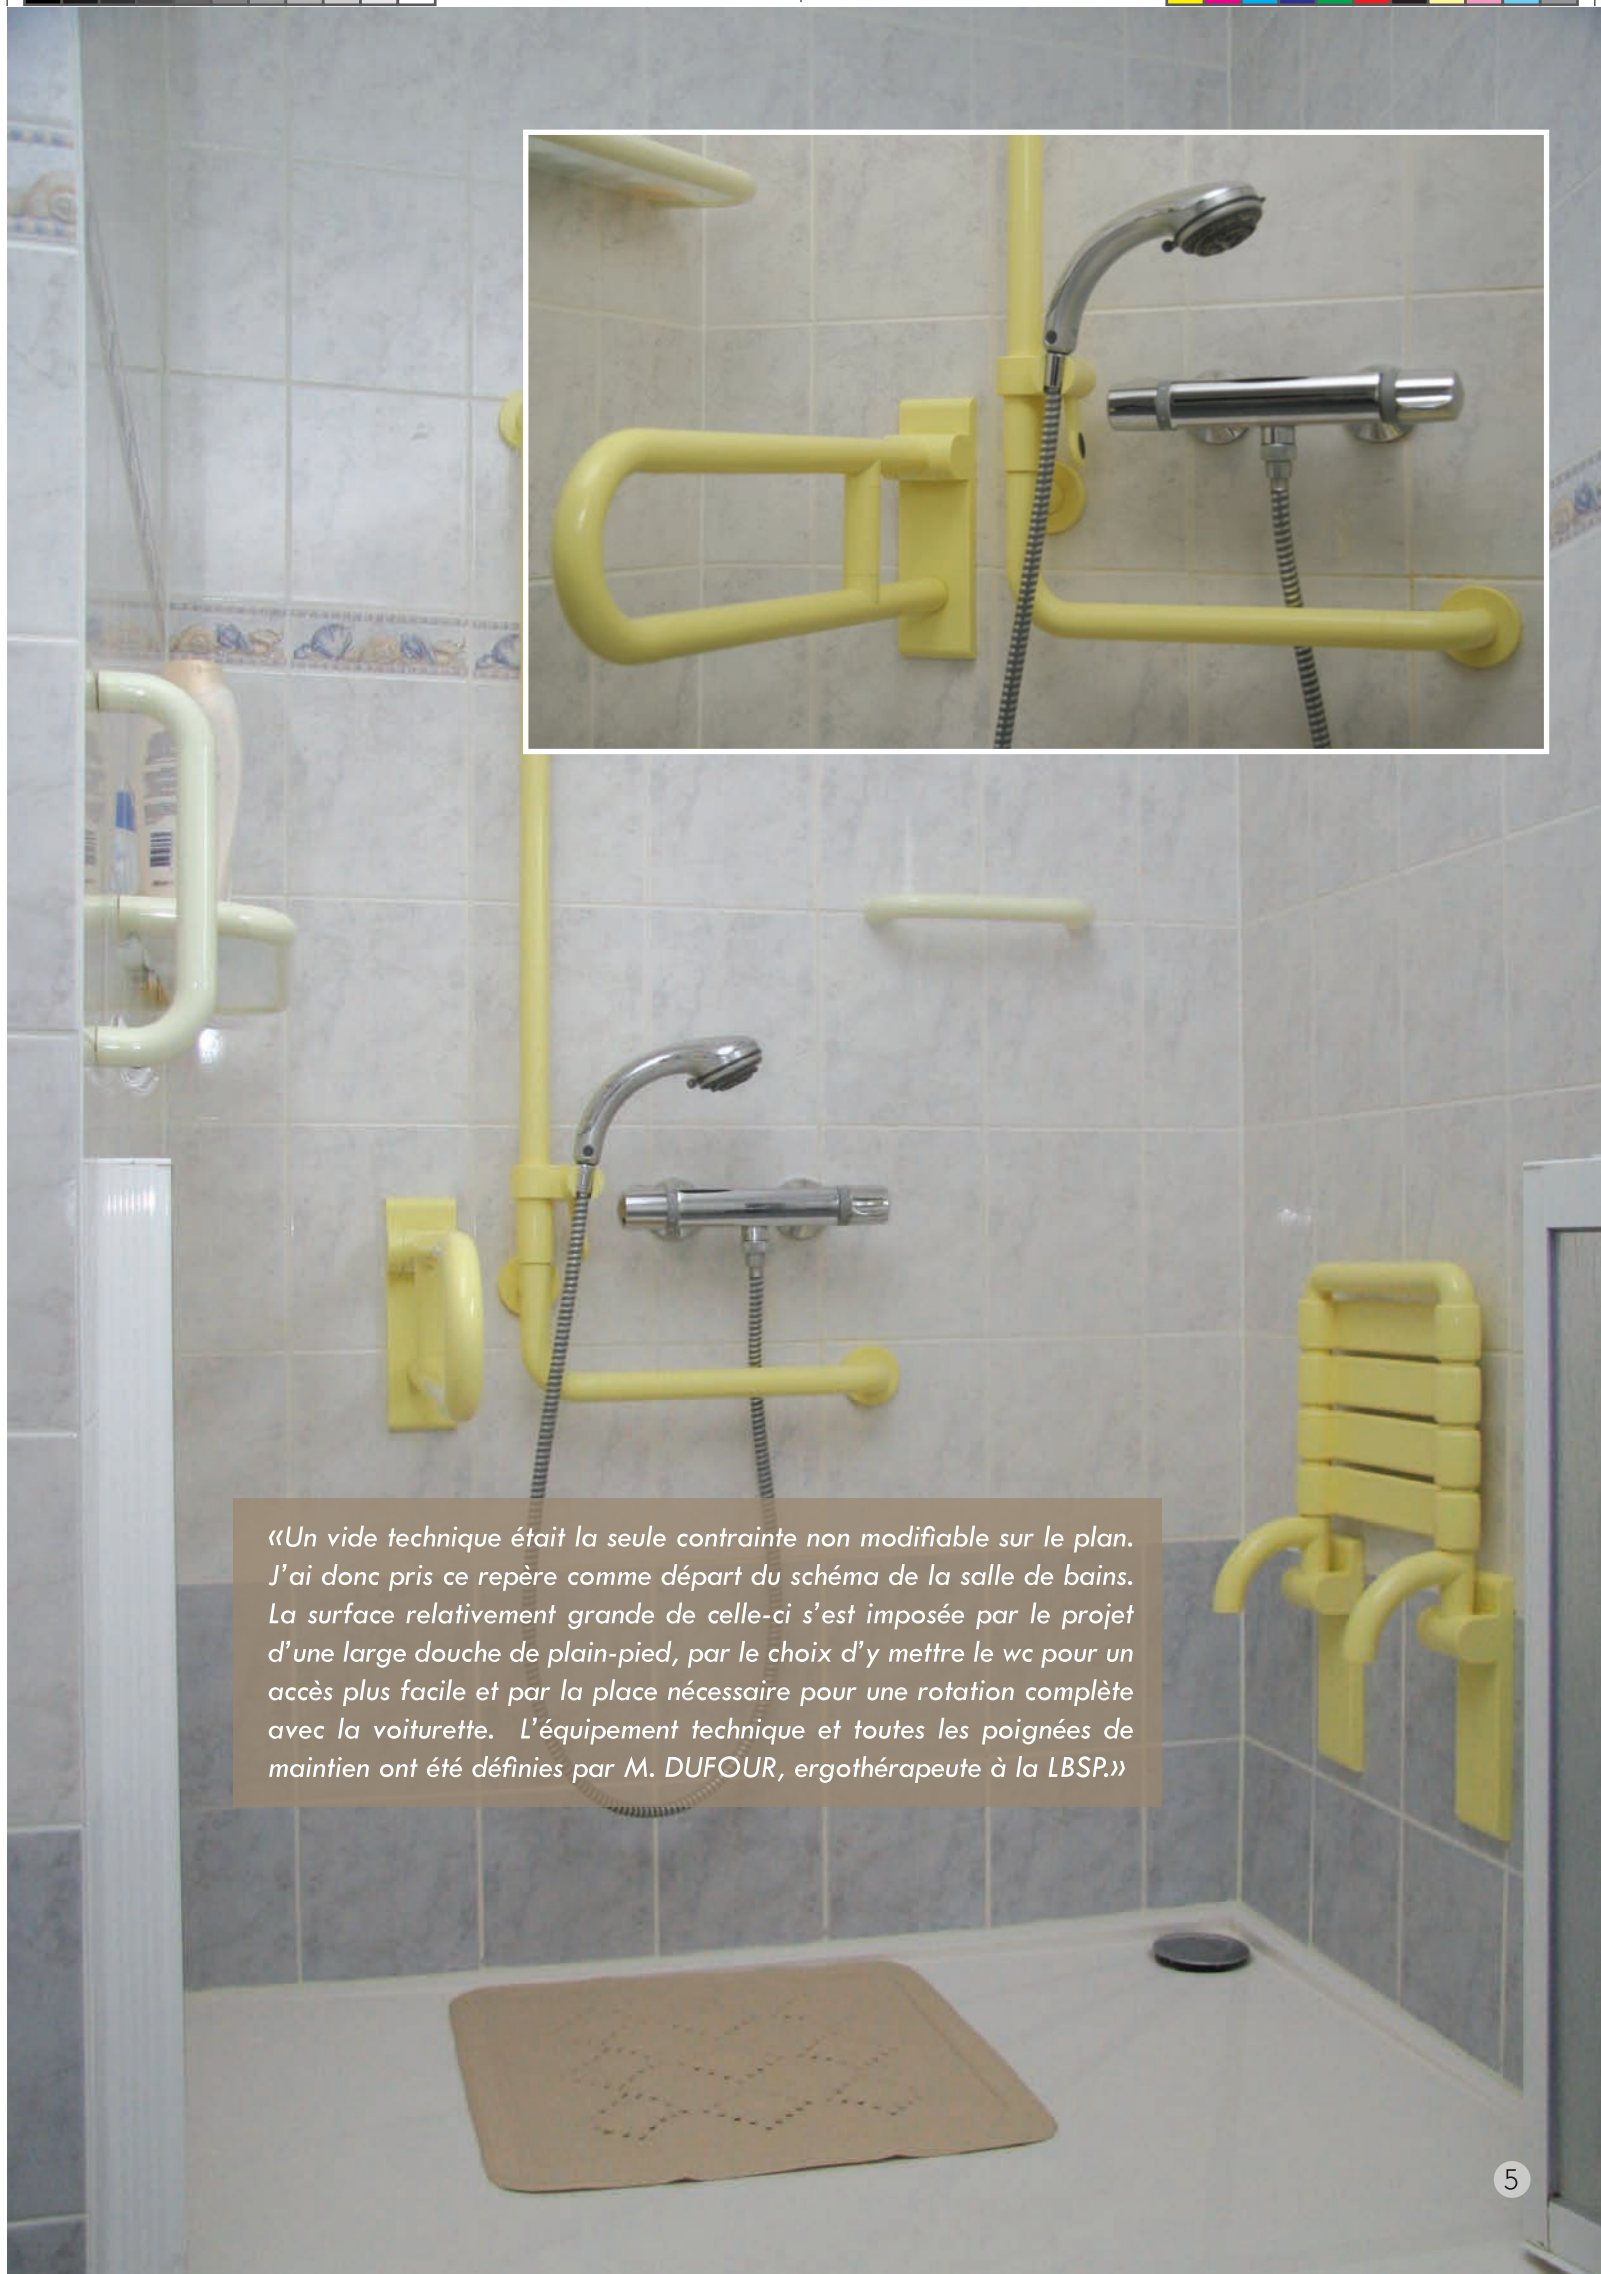 «Un vide technique était la seule contrainte non modifiable sur le plan.
J’ai donc pris ce repère comme départ du schéma de la salle de bains.
La surface relativement grande de celle-ci s’est imposée par le projet
d’une large douche de plain-pied, par le choix d’y mettre le wc pour un
accès plus facile et par la place nécessaire pour une rotation complète
avec la voiturette.  L’équipement technique et toutes les poignées de
maintien ont été définies par M. DUFOUR, ergothérapeute à la LBSP.»
5